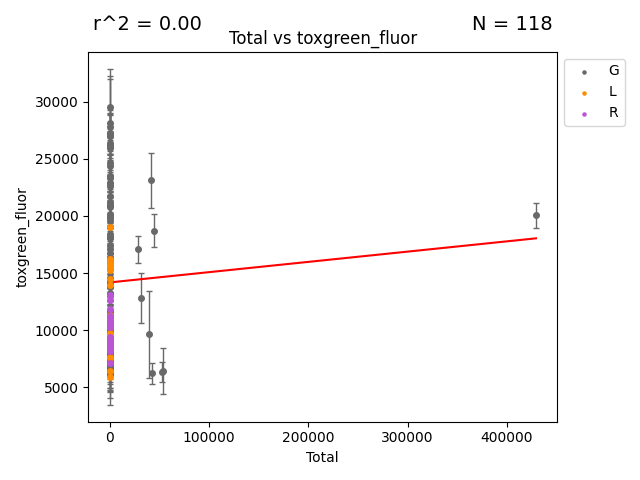 r^2 = 0.00
N = 118
Total vs toxgreen_fluor
G
L
R
toxgreen_fluor
30000
25000
20000
15000
10000
5000
0
100000
200000
300000
400000
Total